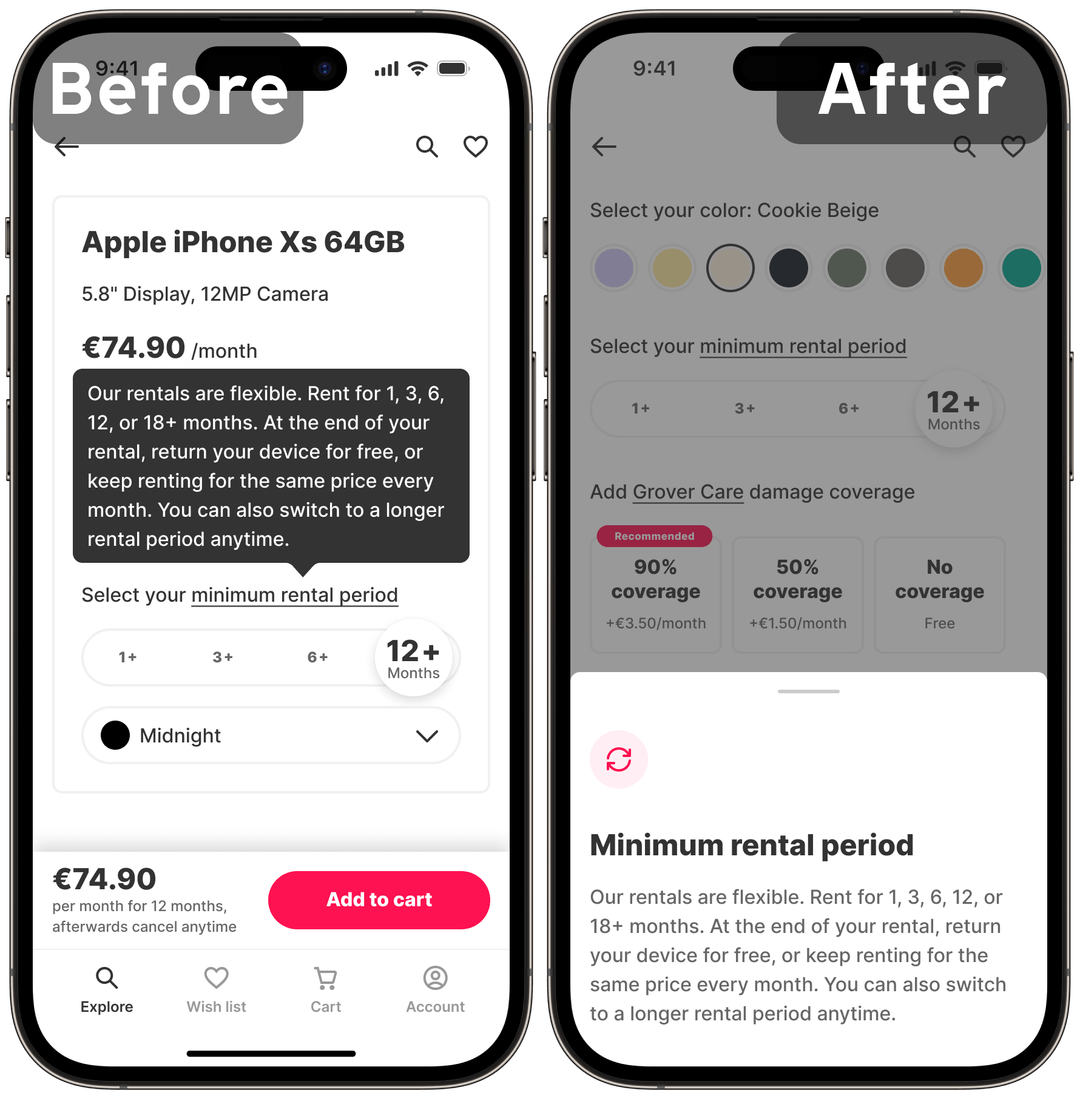 9:41
Before
Apple iPhone Xs 64GB
5.8" Display, 12MP Camera
€74.90 /month
Our rentals are flexible. Rent for 1, 3, 6,
12, or 18+ months. At the end of your
rental, return your device for free, or
keep renting for the same price every
month. You can also switch to a longer
rental period anytime.
Select your minimum rental period
1+ 3+ 6+ 12+
Months
Midnight
€74.90
per month for 12 months,
afterwards cancel anytime
Add to cart
Explore Wish list Cart Account
9:41
After
Select your color: Cookie Beige
Select your minimum rental period
1+ 3+ 6+ 12+
Months
Add Grover Care damage coverage
Recommended
90% 50% No
coverage coverage coverage
+€3.50/month +€1.50/month Free
Minimum rental period
Our rentals are flexible. Rent for 1, 3, 6, 12, or
18+ months. At the end of your rental, return
your device for free, or keep renting for the
same price every month. You can also switch
to a longer rental period anytime.